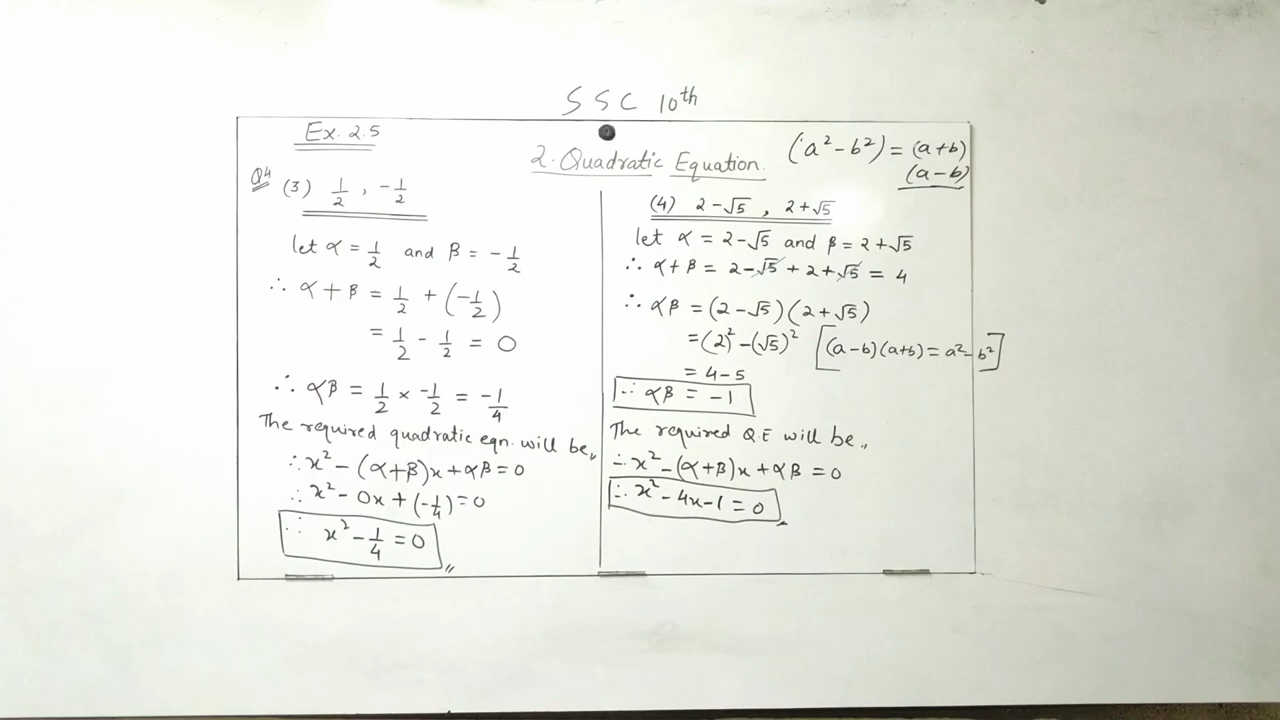 SSC 10th
Ex. 2.5
2. Quadratic Equation.
(a² - b²) = (a+b)
(a-b)
Q4 (3) 1/2 , -1/2
let α = 1/2 and β = -1/2
∴ α + β = 1/2 + (-1/2)
= 1/2 - 1/2 = 0
∴ αβ = 1/2 × -1/2 = -1/4
The required quadratic eqn. will be,,
∴ x² - (α+β)x + αβ = 0
∴ x² - 0x + (-1/4) = 0
∴ x² - 1/4 = 0 ,,
(4) 2-√5 , 2+√5
let α = 2-√5 and β = 2+√5
∴ α+β = 2-√5 + 2+√5 = 4
∴ αβ = (2-√5)(2+√5)
= (2)² - (√5)² [(a-b)(a+b) = a² - b²]
= 4-5
∴ αβ = -1
The required Q.E will be.,
∴ x² - (α+β)x + αβ = 0
∴ x² - 4x - 1 = 0